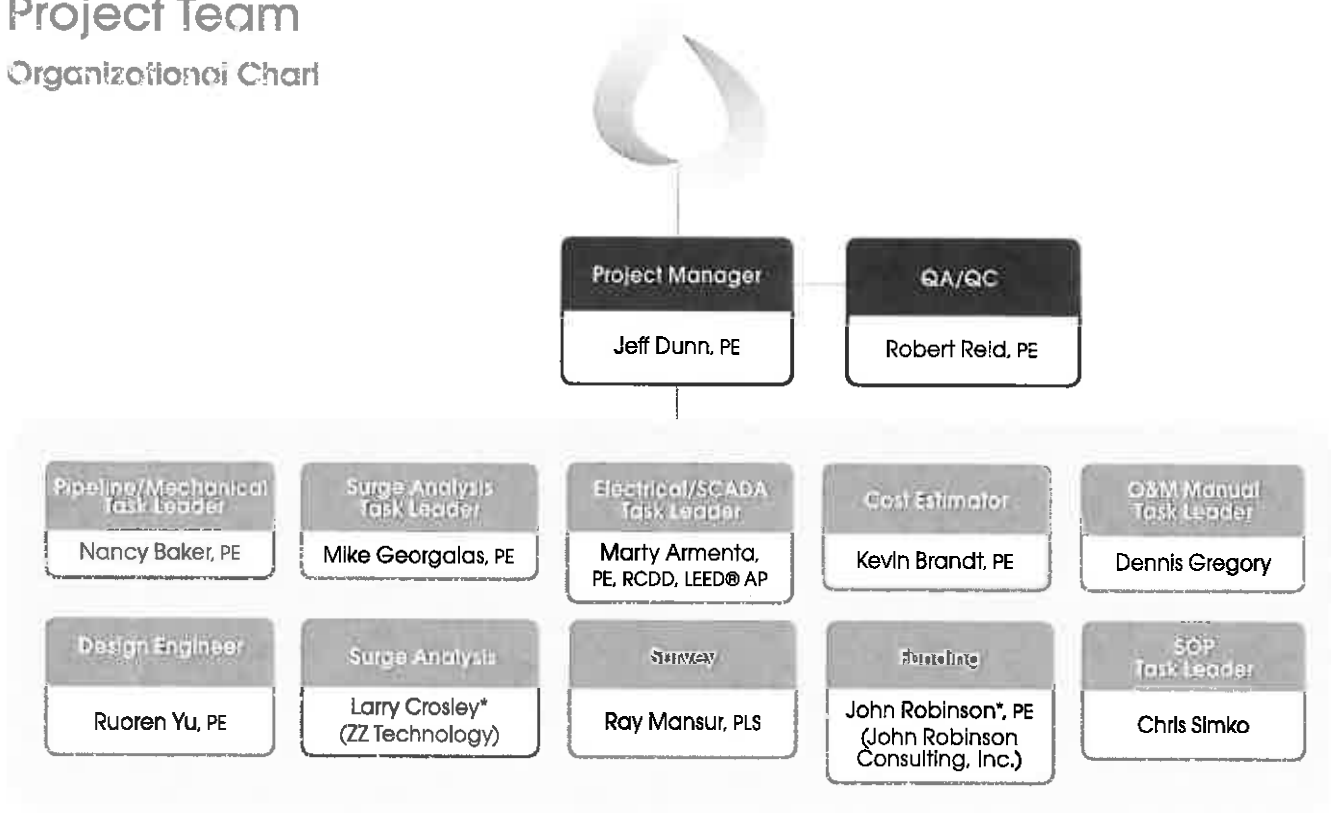 Project Team
Organizational Chart
Project Manager
Jeff Dunn, PE
QA/QC
Robert Reid, PE
Pipeline/Mechanical
Task Leader
Nancy Baker, PE
Surge Analysis
Task Leader
Mike Georgalas, PE
Electrical/SCADA
Task Leader
Marty Armenta,
PE, RCDD, LEED® AP
Cost Estimator
Kevin Brandt, PE
O&M Manual
Task Leader
Dennis Gregory
Design Engineer
Ruoren Yu, PE
Surge Analysis
Larry Crosley*
(ZZ Technology)
Survey
Ray Mansur, PLS
Funding
John Robinson*, PE
(John Robinson
Consulting, Inc.)
SOP
Task Leader
Chris Simko